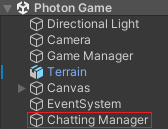 Photon Game
Directional Light
Camera
Game Manager
Terrain
Canvas
EventSystem
Chatting Manager